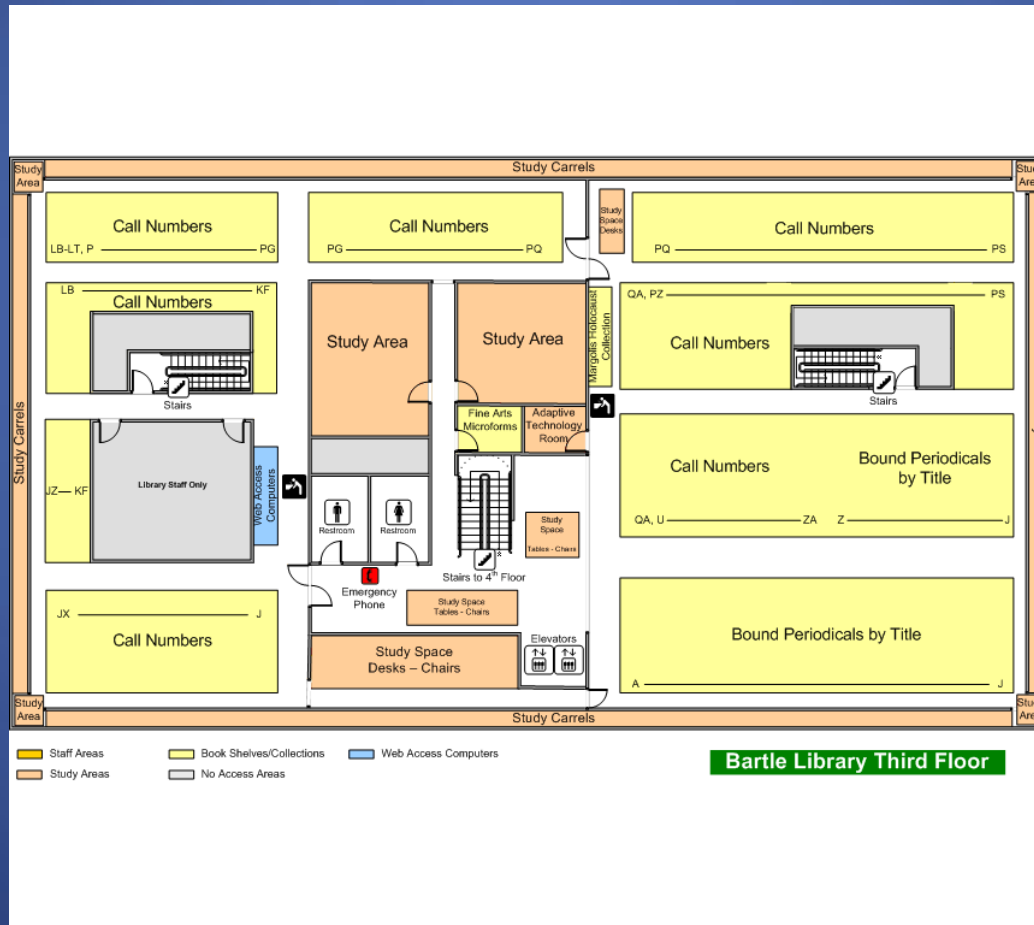 Study Carrels
Study
Area
Stud
Are
Call Numbers
LB-LT, P
PG
Call Numbers
PG
PQ
Study
Space
Desks
Call Numbers
PQ
PS
LB
KF
Call Numbers
Stairs
Study Area
Study Area
Margolis Holocaust
Collection
QA, PZ
PS
Call Numbers
Stairs
Fine Arts
Microforms
Adaptive
Technology
Room
Study Carrels
JZ
KF
Library Staff Only
Web Access
Computers
Restroom
Restroom
Stairs to 4th Floor
Study
Space
Tables - Chairs
Call Numbers
Bound Periodicals
by Title
QA, U
ZA
Z
J
Emergency
Phone
Study Space
Tables - Chairs
JX
J
Call Numbers
Study Space
Desks – Chairs
Elevators
Bound Periodicals by Title
A
J
Study
Area
Study Carrels
Stud
Are
Staff Areas
Book Shelves/Collections
Web Access Computers
Study Areas
No Access Areas
Bartle Library Third Floor